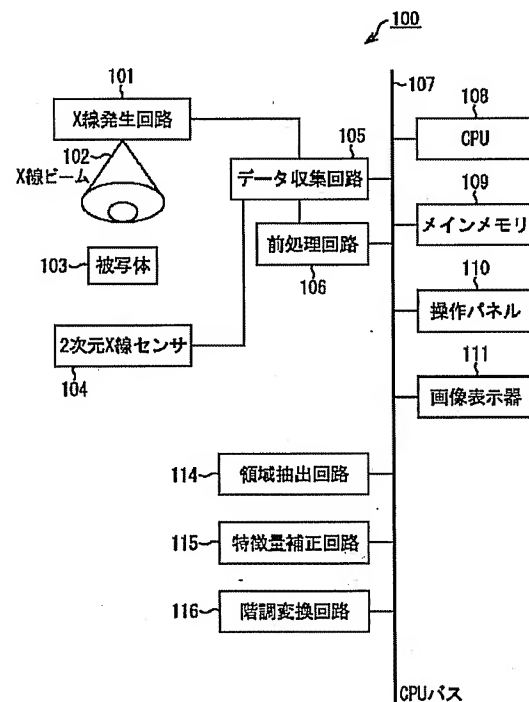 100
101
X線発生回路
102
X線ビーム
103
被写体
2次元X線センサ
104
105
データ収集回路
前処理回路
106
107
108
CPU
109
メインメモリ
110
操作パネル
111
画像表示器
114
領域抽出回路
115
特徴量補正回路
116
階調変換回路
CPUバス